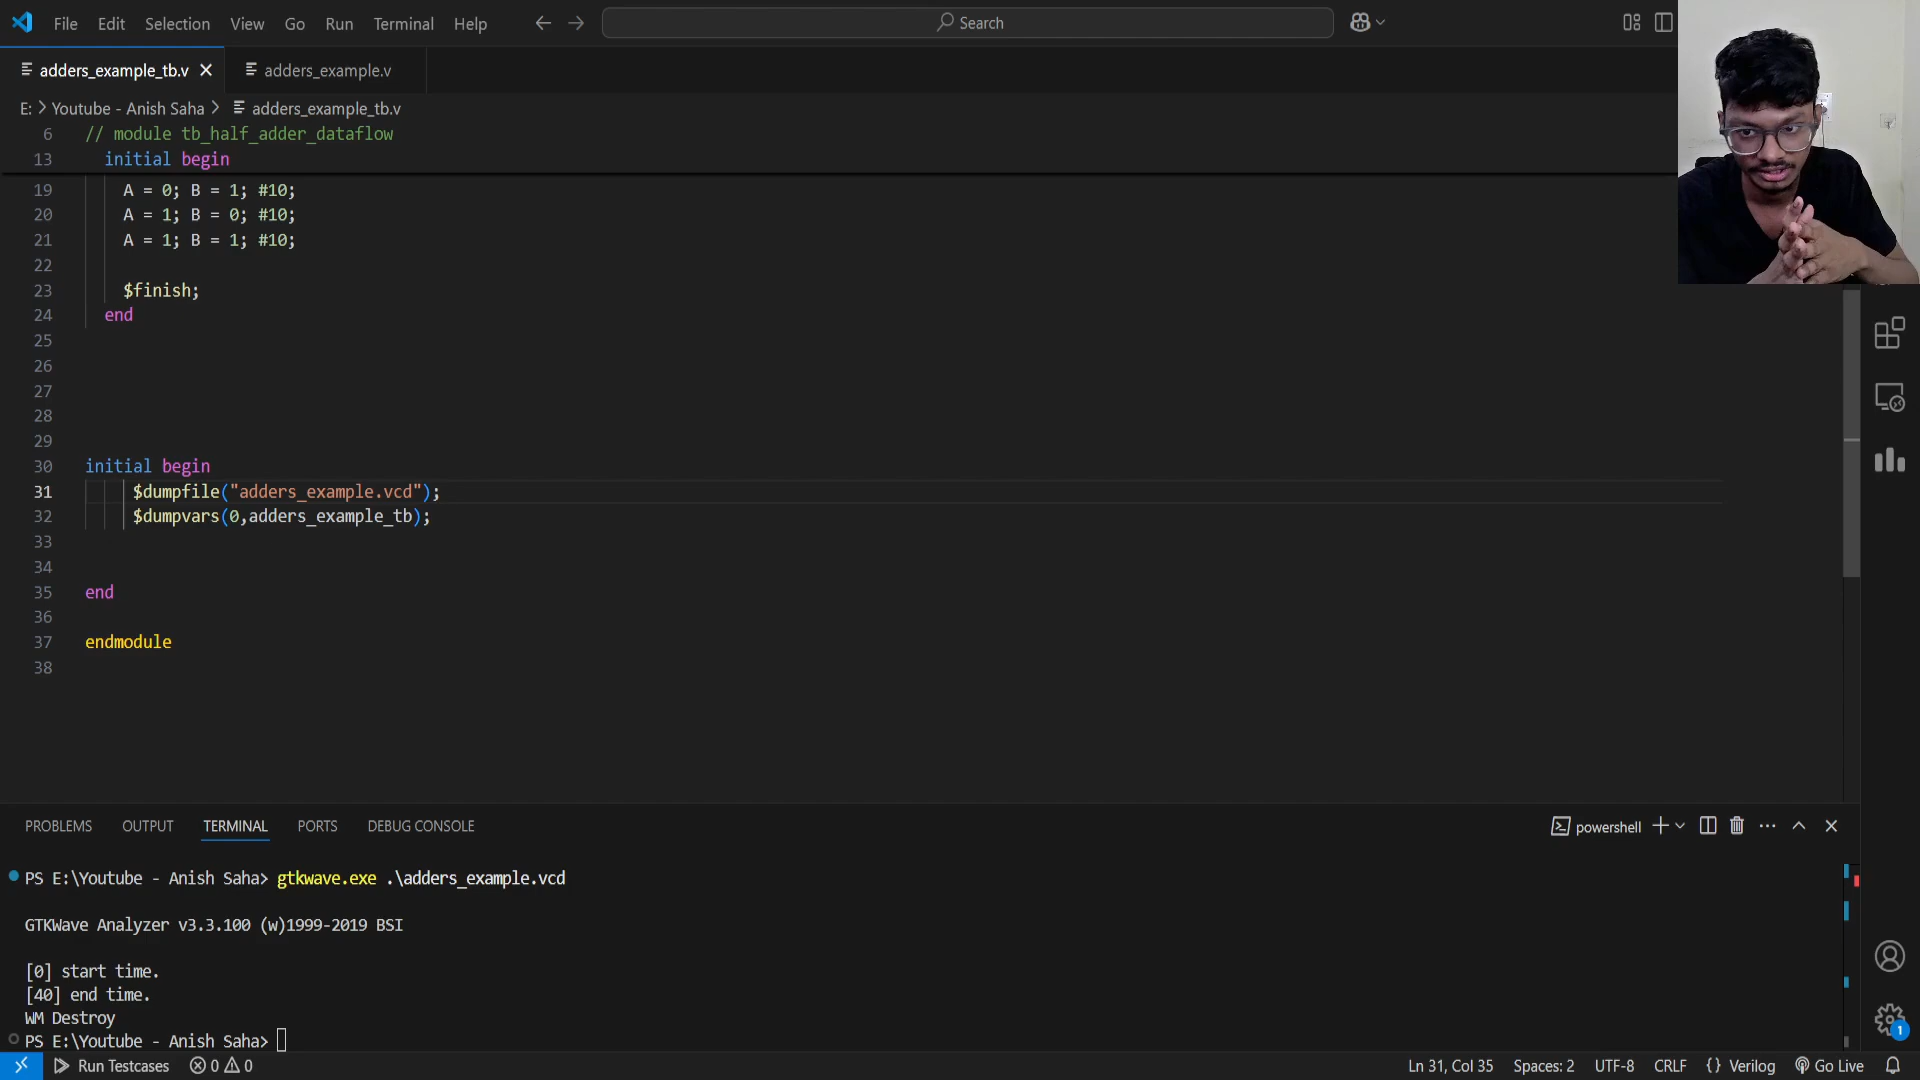 File Edit Selection View Go Run Terminal Help
Search
adders_example_tb.v
adders_example.v
E: > Youtube - Anish Saha > adders_example_tb.v
6 // module tb_half_adder_dataflow
13 initial begin
19 A = 0; B = 1; #10;
20 A = 1; B = 0; #10;
21 A = 1; B = 1; #10;
22
23 $finish;
24 end
25
26
27
28
29
30 initial begin
31 $dumpfile("adders_example.vcd");
32 $dumpvars(0,adders_example_tb);
33
34
35 end
36
37 endmodule
38
PROBLEMS OUTPUT TERMINAL PORTS DEBUG CONSOLE
powershell
PS E:\Youtube - Anish Saha> gtkwave.exe .\adders_example.vcd
GTKWave Analyzer v3.3.100 (w)1999-2019 BSI
[0] start time.
[40] end time.
WM Destroy
PS E:\Youtube - Anish Saha>
1
Run Testcases 0 0
Ln 31, Col 35 Spaces: 2 UTF-8 CRLF {} Verilog Go Live